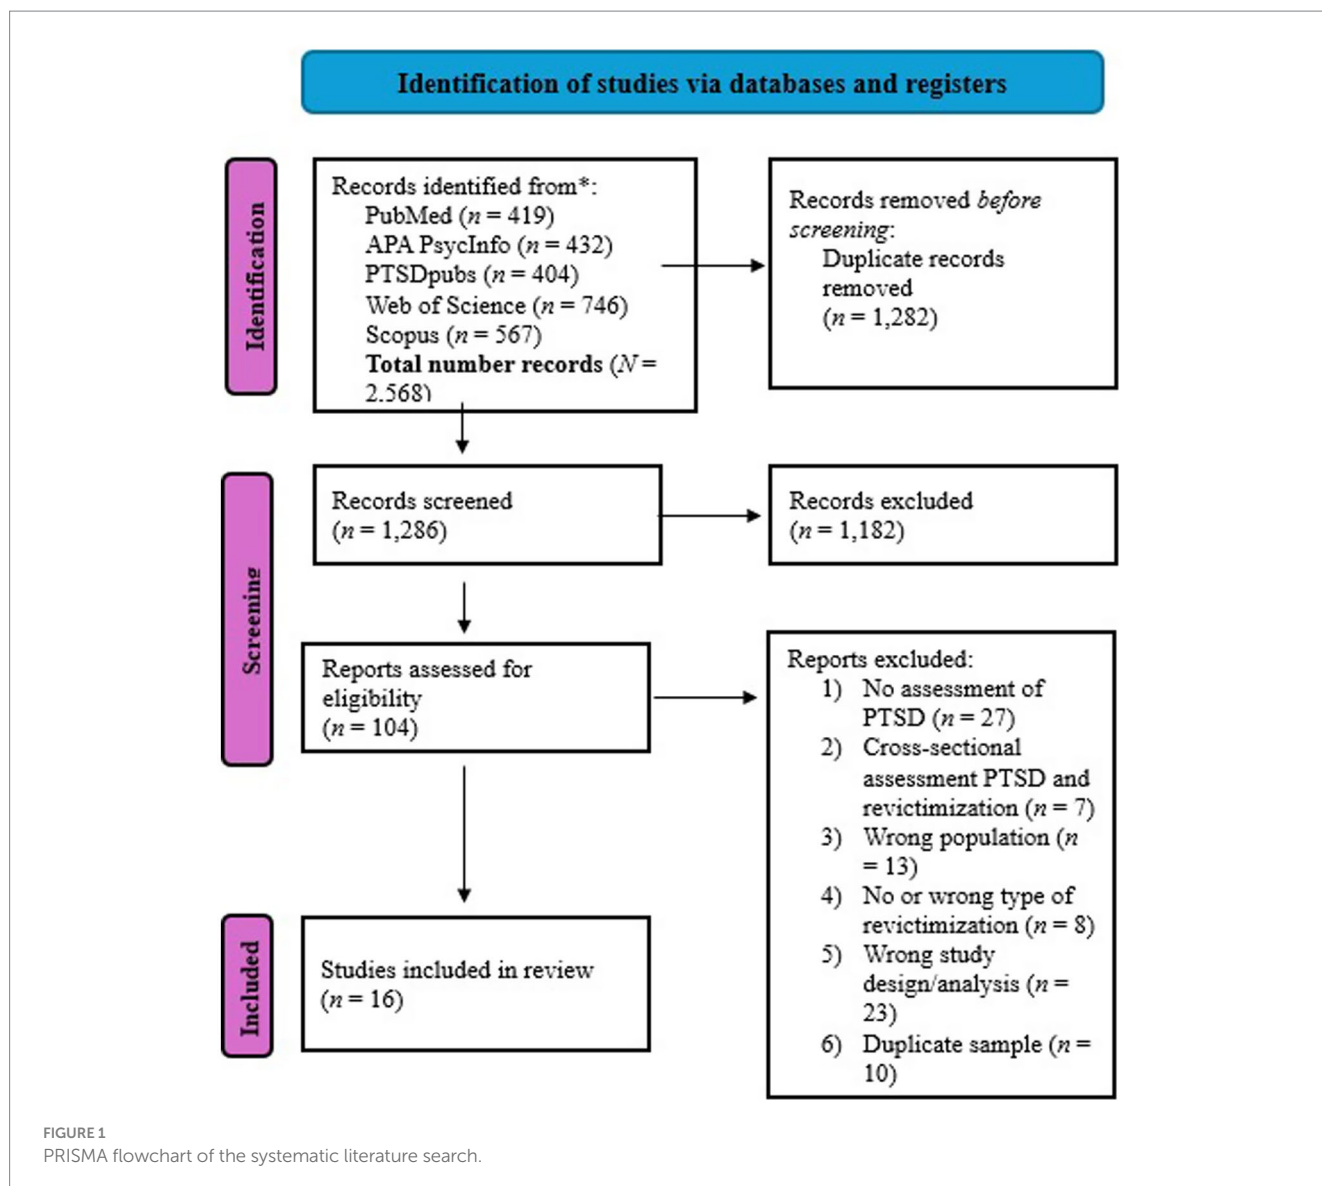 Identification of studies via databases and registers
Identification
Records identified from*:
PubMed (n = 419)
APA PsycInfo (n = 432)
PTSDpubs (n = 404)
Web of Science (n = 746)
Scopus (n = 567)
Total number records (N =
2,568)
Records removed before
screening:
Duplicate records
removed
(n = 1,282)
Screening
Records screened
(n = 1,286)
Records excluded
(n = 1,182)
Reports assessed for
eligibility
(n = 104)
Reports excluded:
1) No assessment of
PTSD (n = 27)
2) Cross-sectional
assessment PTSD and
revictimization (n = 7)
3) Wrong population (n
= 13)
4) No or wrong type of
revictimization (n = 8)
5) Wrong study
design/analysis (n =
23)
6) Duplicate sample (n =
10)
Included
Studies included in review
(n = 16)
FIGURE 1
PRISMA flowchart of the systematic literature search.